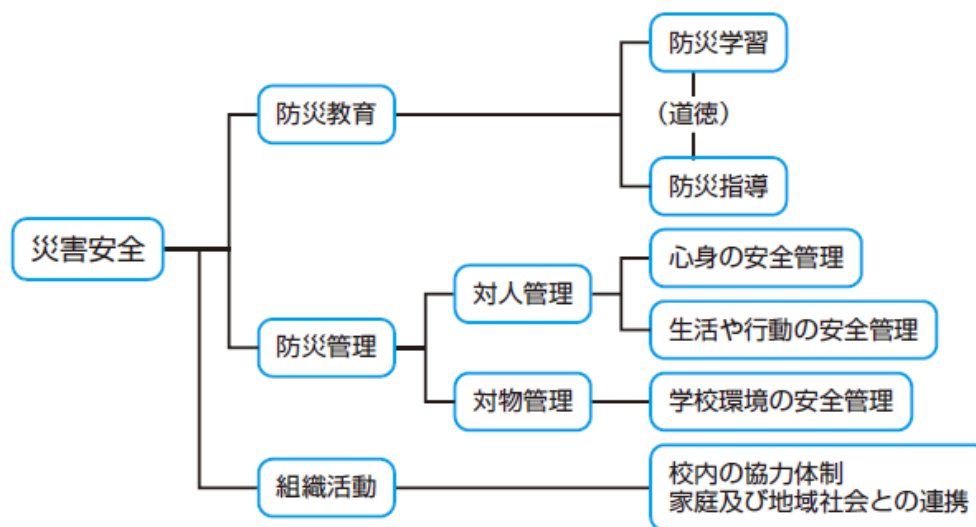 災害安全
防災教育
防災学習
（道徳）
防災指導
防災管理
対人管理
心身の安全管理
生活や行動の安全管理
対物管理
学校環境の安全管理
組織活動
校内の協力体制
家庭及び地域社会との連携